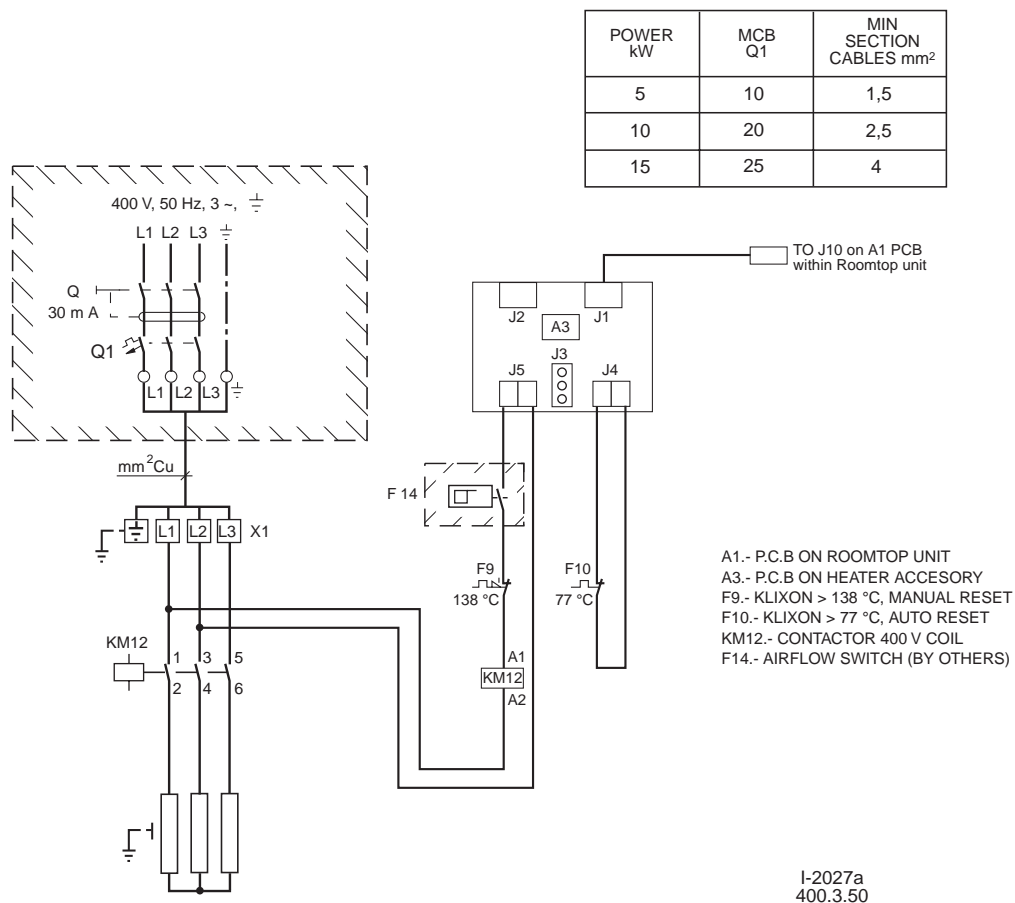 POWER kW
MCB Q1
MIN SECTION CABLES mm²
5 10 1,5
10 20 2,5
15 25 4
400 V, 50 Hz, 3 ~,
L1 L2 L3
Q
30 m A
Q1
L1 L2 L3
mm²Cu
L1 L2 L3 X1
KM12
1 3 5
2 4 6
TO J10 on A1 PCB
within Roomtop unit
J2 J1
A3
J3
J5 J4
F 14
F9
138 °C
F10
77 °C
A1
KM12
A2
A1.- P.C.B ON ROOMTOP UNIT
A3.- P.C.B ON HEATER ACCESORY
F9.- KLIXON > 138 °C, MANUAL RESET
F10.- KLIXON > 77 °C, AUTO RESET
KM12.- CONTACTOR 400 V COIL
F14.- AIRFLOW SWITCH (BY OTHERS)
I-2027a
400.3.50